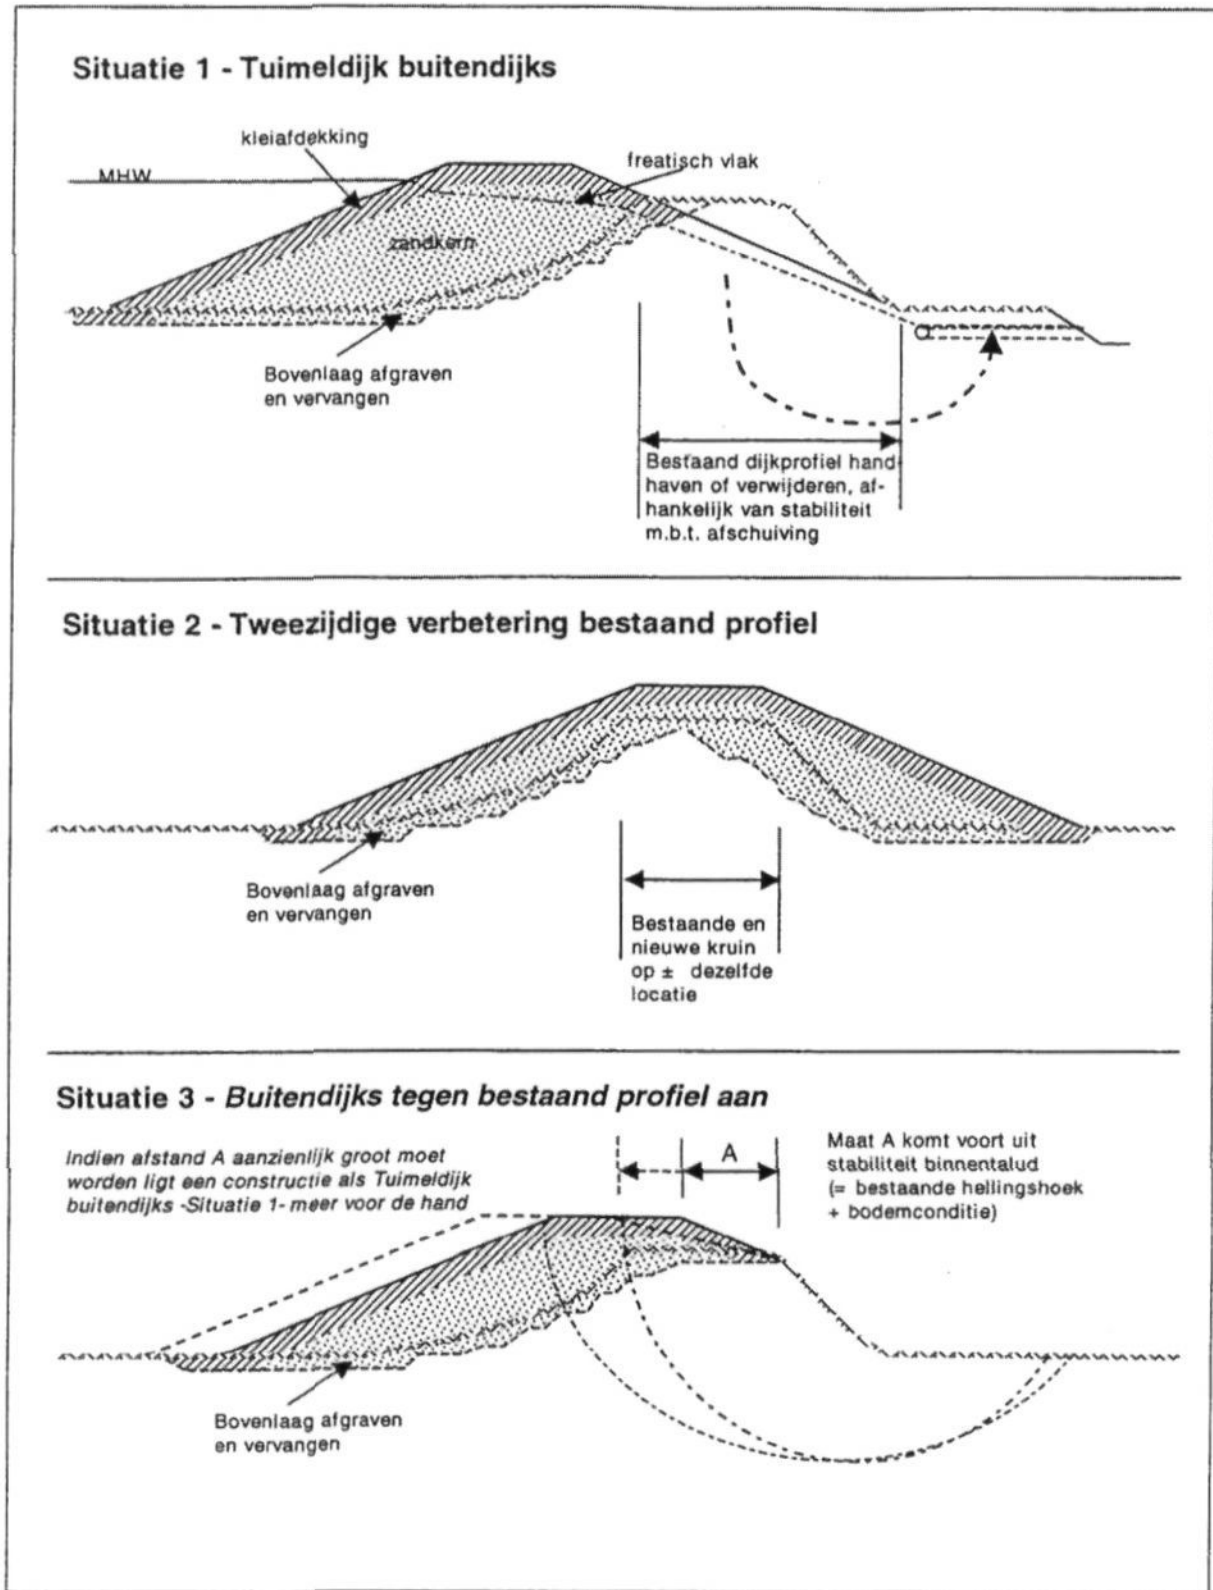 Situatie 1 - Tuimeldijk buitendijks
kleiafdekking
freatisch vlak
MHW
zandkern
Bovenlaag afgraven
en vervangen
Bestaand dijkprofiel hand
haven of verwijderen, af-
hankelijk van stabiliteit
m.b.t. afschuiving
Situatie 2 - Tweezijdige verbetering bestaand profiel
Bovenlaag afgraven
en vervangen
Bestaande en
nieuwe kruin
op ± dezelfde
locatie
Situatie 3 - Buitendijks tegen bestaand profiel aan
Indien afstand A aanzienlijk groot moet
worden ligt een constructie als Tuimeldijk
buitendijks -Situatie 1- meer voor de hand
A
Maat A komt voort uit
stabiliteit binnentalud
(= bestaande hellingshoek
+ bodemconditie)
Bovenlaag afgraven
en vervangen